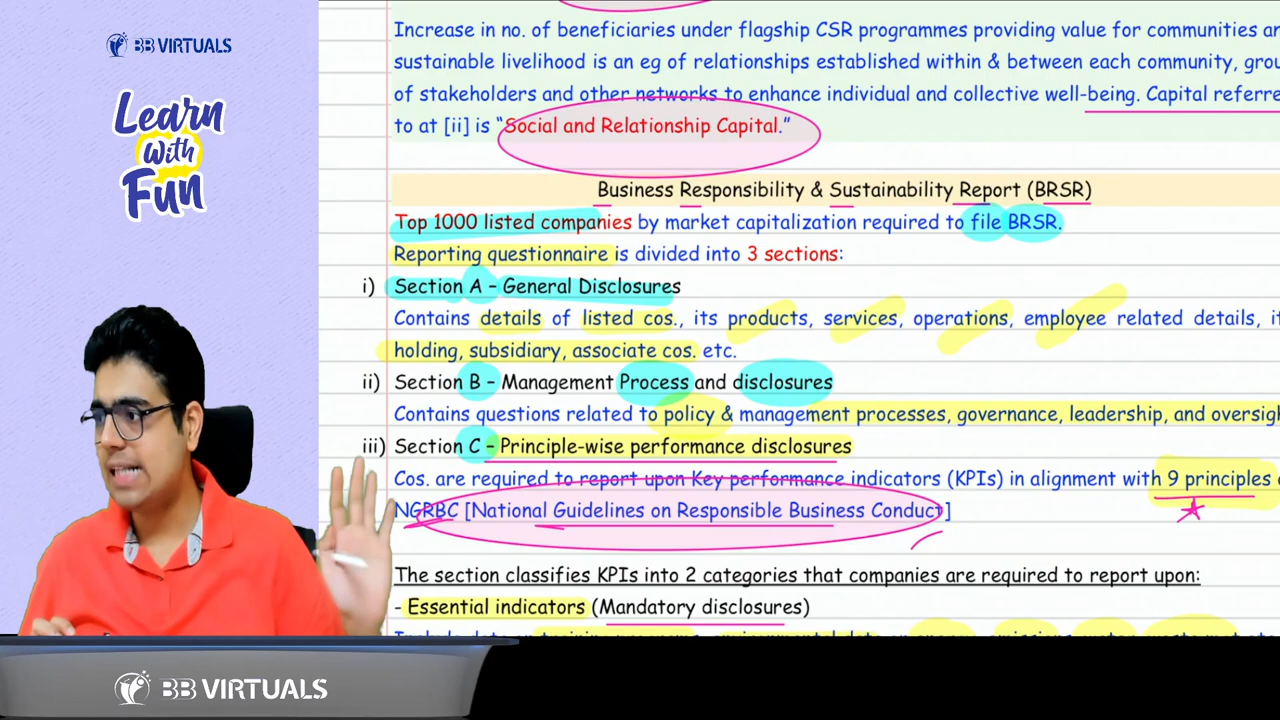 BB VIRTUALS
Learn
With
Fun
Increase in no. of beneficiaries under flagship CSR programmes providing value for communities
sustainable livelihood is an eg of relationships established within & between each community,
of stakeholders and other networks to enhance individual and collective well-being. Capital
to at [ii] is “Social and Relationship Capital.”
Business Responsibility & Sustainability Report (BRSR)
Top 1000 listed companies by market capitalization required to file BRSR.
Reporting questionnaire is divided into 3 sections:
i) Section A – General Disclosures
Contains details of listed cos., its products, services, operations, employee related details,
holding, subsidiary, associate cos. etc.
ii) Section B – Management Process and disclosures
Contains questions related to policy & management processes, governance, leadership, and
iii) Section C – Principle-wise performance disclosures
Cos. are required to report upon Key performance indicators (KPIs) in alignment with 9 principles
NGRBC [National Guidelines on Responsible Business Conduct]
The section classifies KPIs into 2 categories that companies are required to report upon:
- Essential indicators (Mandatory disclosures)
BB VIRTUALS